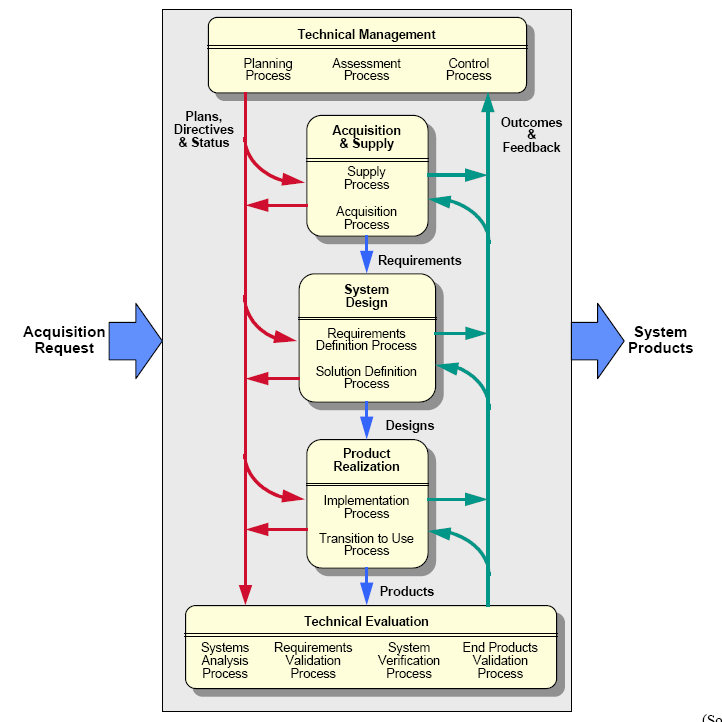 Technical Management
Planning
Process
Assessment
Process
Control
Process
Plans,
Directives
& Status
Outcomes
&
Feedback
Acquisition
& Supply
Supply
Process
Acquisition
Process
Requirements
System
Design
Requirements
Definition Process
Solution Definition
Process
Acquisition
Request
System
Products
Designs
Product
Realization
Implementation
Process
Transition to Use
Process
Products
Technical Evaluation
Systems
Analysis
Process
Requirements
Validation
Process
System
Verification
Process
End Products
Validation
Process
(So